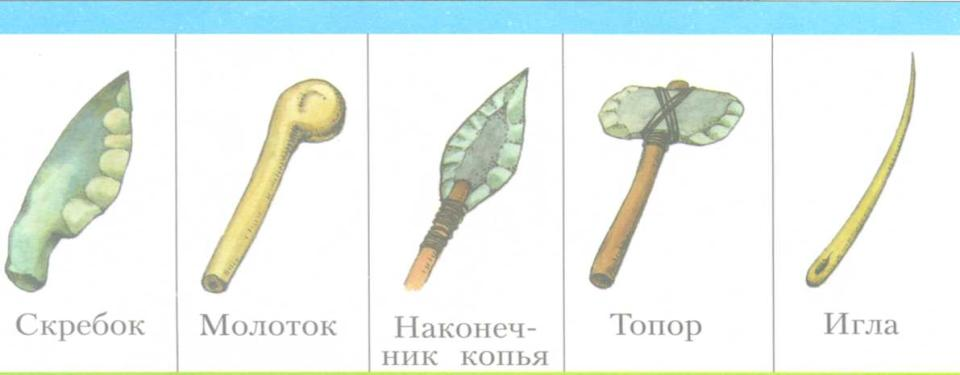 Скребок
Молоток
Наконеч-
ник копья
Топор
Игла